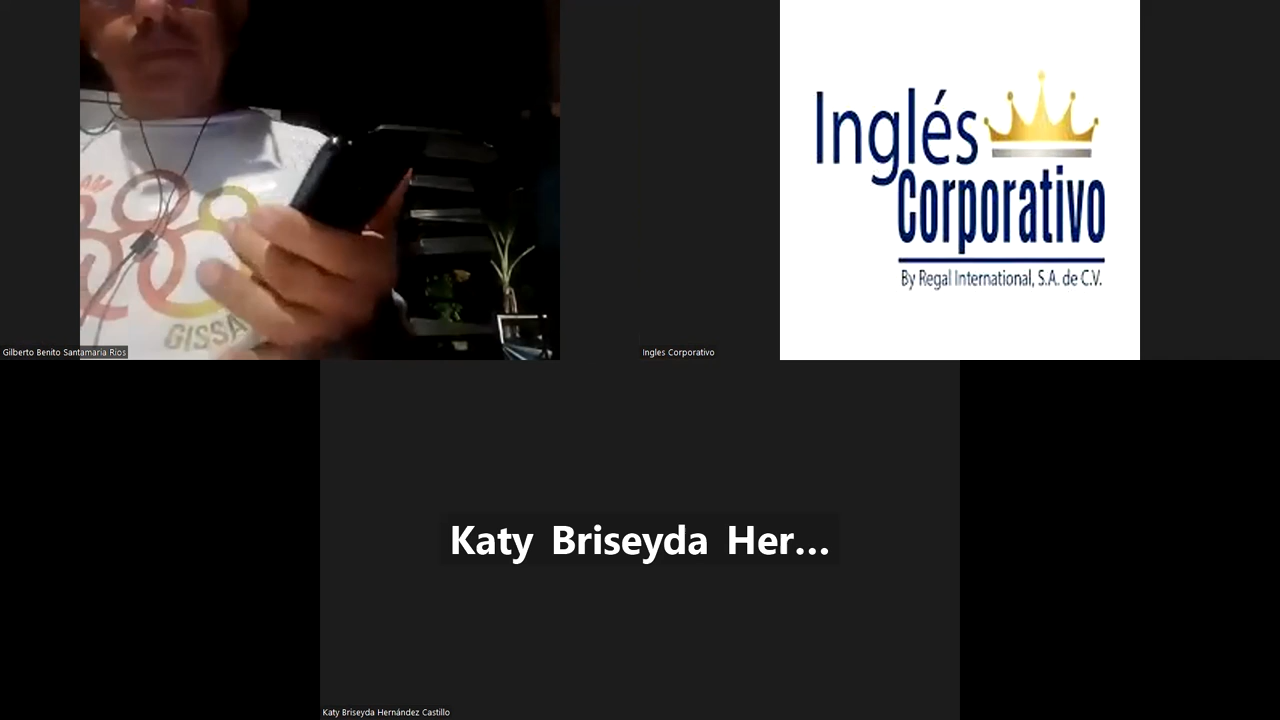 GISSA
Gilberto Benito Santamaria Rios
Inglés
Corporativo
By Regal International, S.A. de C.V.
Ingles Corporativo
Katy Briseyda Her...
Katy Briseyda Hernández Castillo